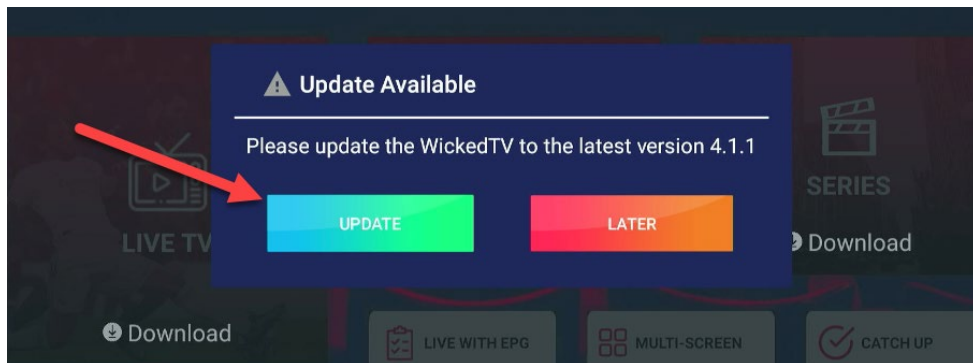 Update Available
Please update the WickedTV to the latest version 4.1.1
UPDATE
LATER
LIVE TV
SERIES
Download
Download
LIVE WITH EPG
MULTI-SCREEN
CATCH UP